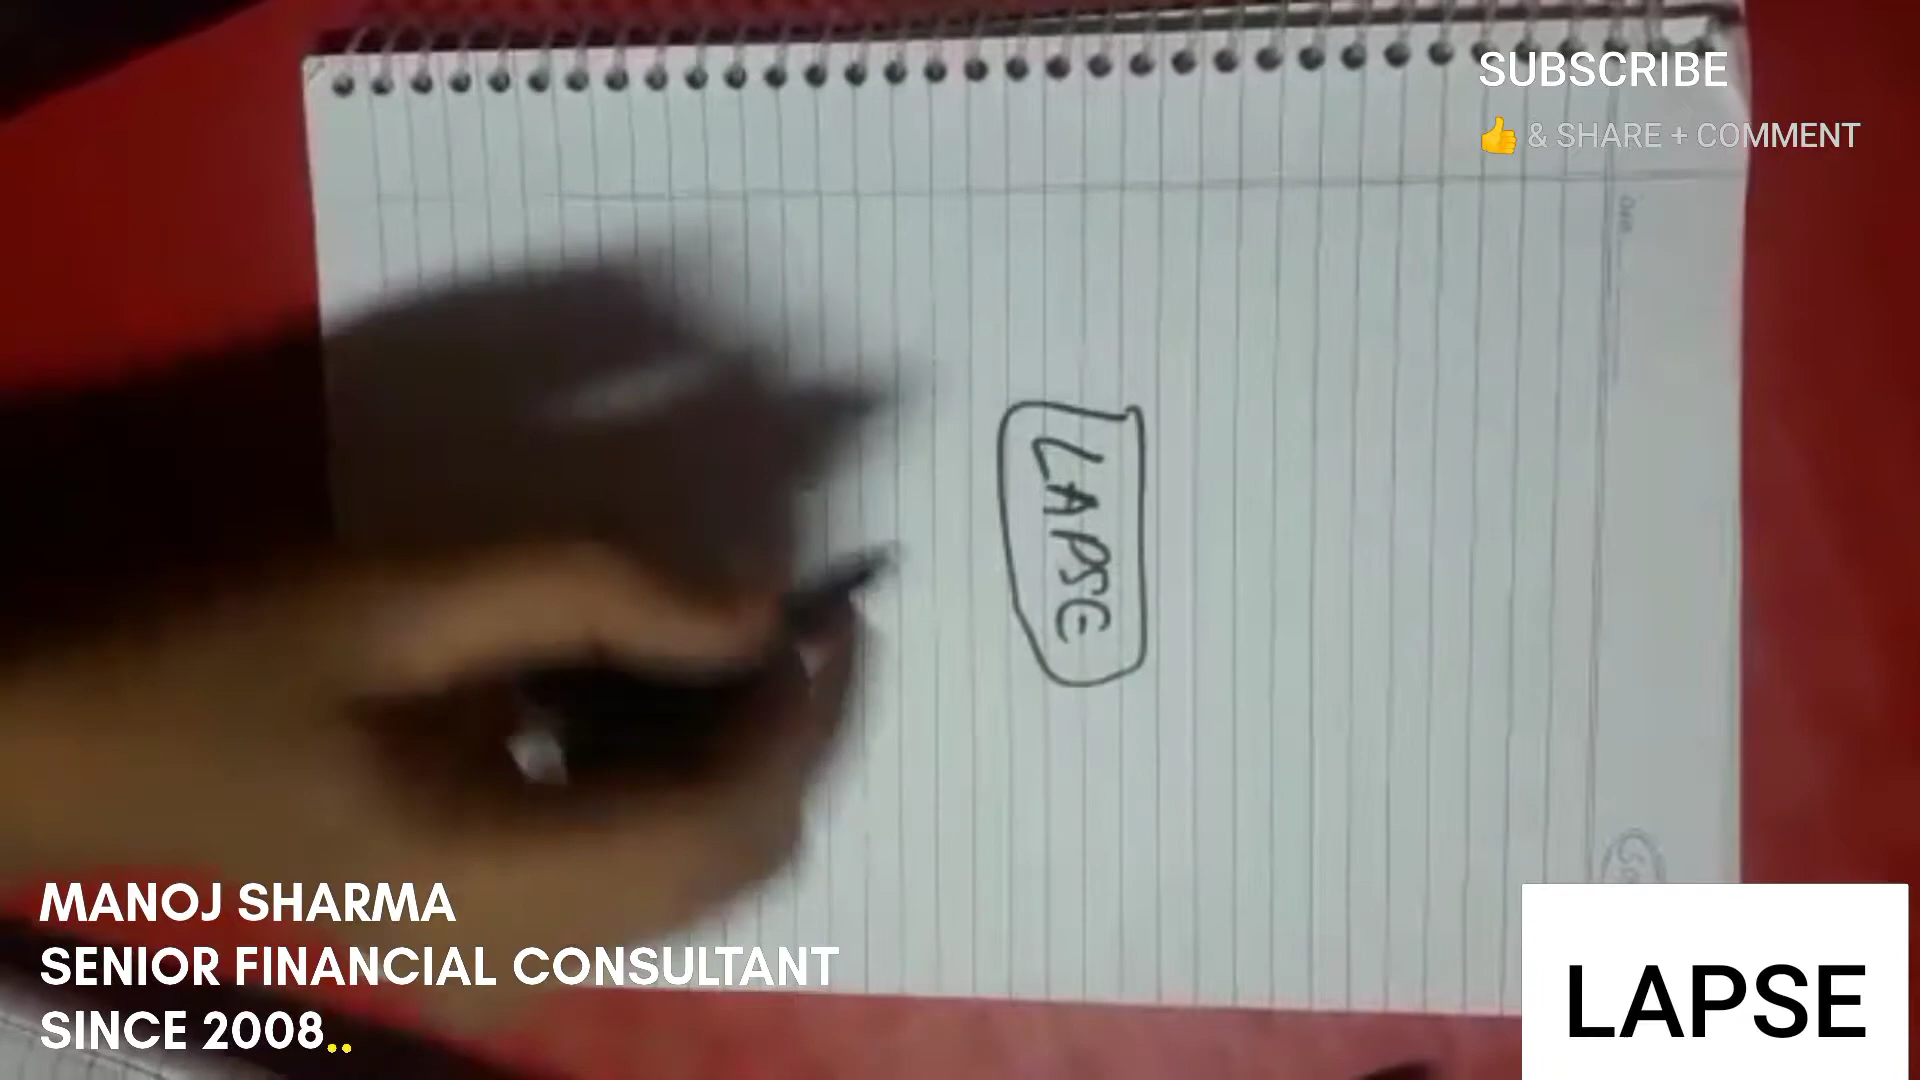 SUBSCRIBE
👍 & SHARE + COMMENT
LAPSE
MANOJ SHARMA
SENIOR FINANCIAL CONSULTANT
SINCE 2008..
LAPSE